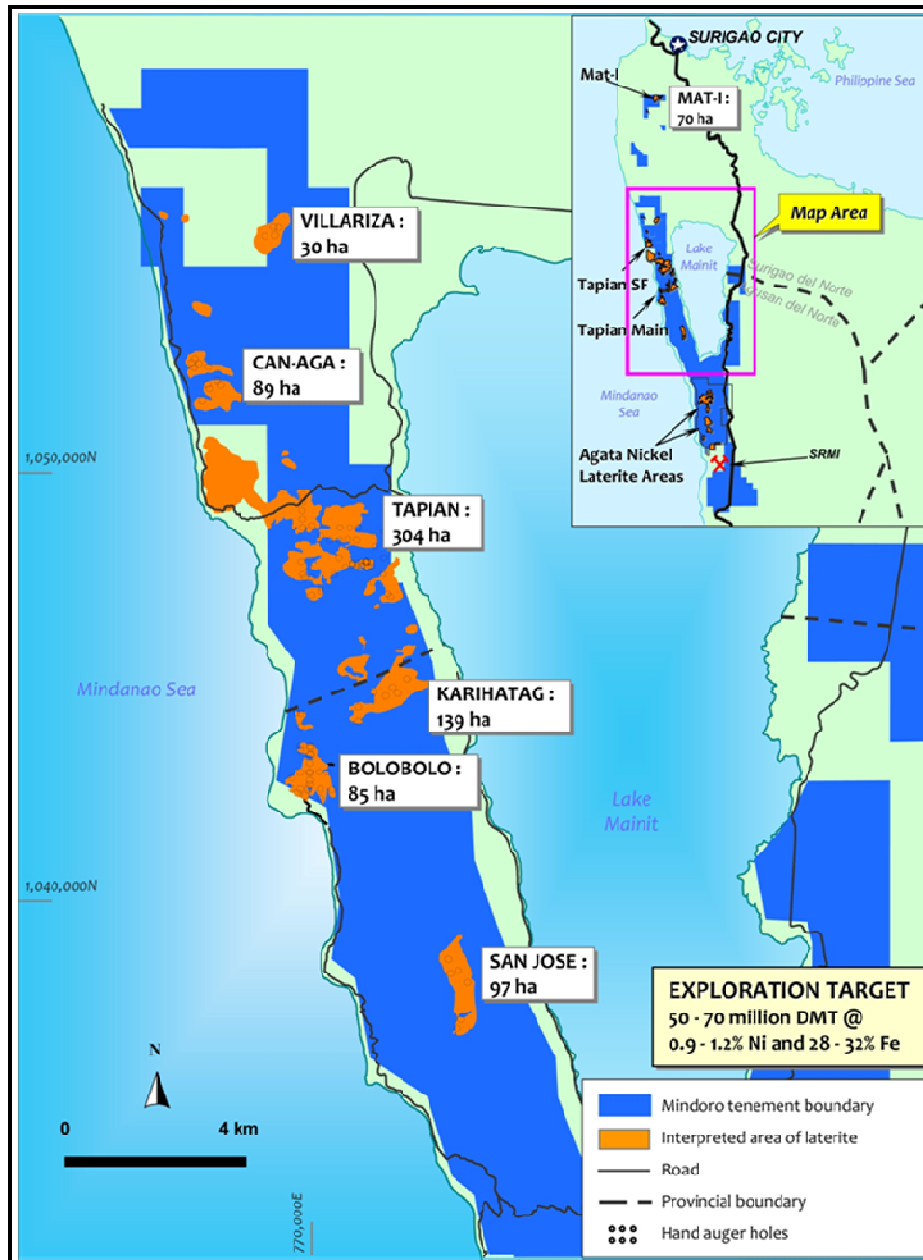 SURIGAO CITY
Mat-I
MAT-I :
70 ha
Philippine Sea
Map Area
Lake
Mainit
Tapian SF
Surigao del Norte
Agusan del Norte
Tapian Main
Mindanao
Sea
Agata Nickel
Laterite Areas
SRMI
VILLARIZA :
30 ha
CAN-AGA :
89 ha
1,050,000N
TAPIAN :
304 ha
Mindanao Sea
KARIHATAG :
139 ha
BOLOBOLO :
85 ha
Lake
Mainit
1,040,000N
SAN JOSE :
97 ha
EXPLORATION TARGET
50 - 70 million DMT @
0.9 - 1.2% Ni and 28 - 32% Fe
N
0 4 km
770,000E
Mindoro tenement boundary
Interpreted area of laterite
Road
Provincial boundary
Hand auger holes